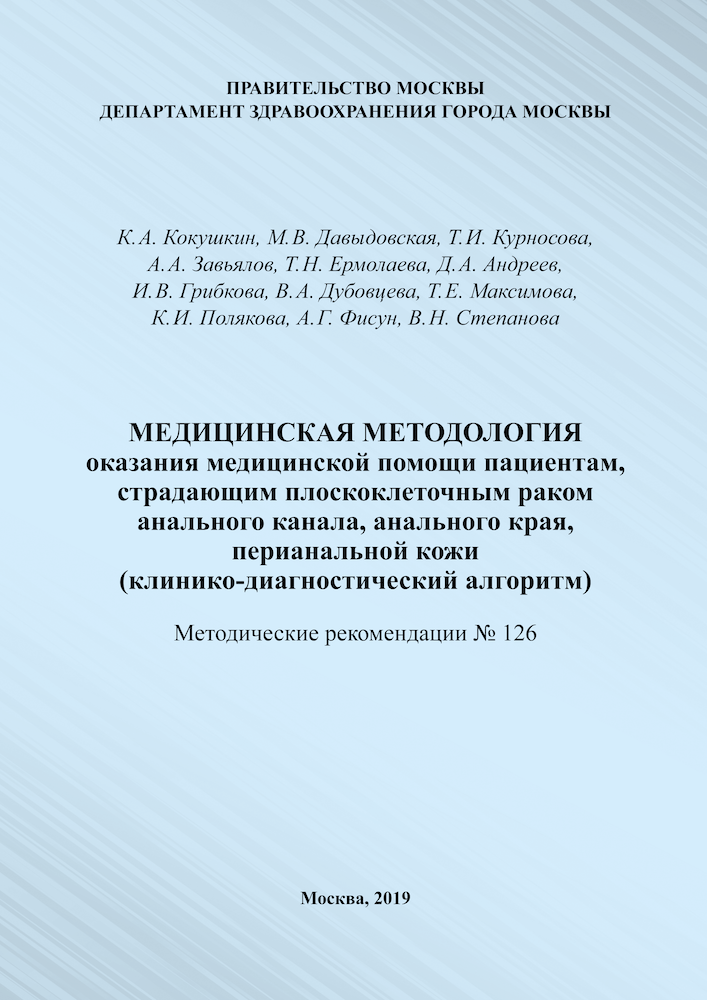 ПРАВИТЕЛЬСТВО МОСКВЫ
ДЕПАРТАМЕНТ ЗДРАВООХРАНЕНИЯ ГОРОДА МОСКВЫ
К. А. Кокушкин, М. В. Давыдовская, Т. И. Курносова,
А. А. Завьялов, Т. Н. Ермолаева, Д. А. Андреев,
И. В. Грибкова, В. А. Дубовцева, Т. Е. Максимова,
К. И. Полякова, А. Г. Фисун, В. Н. Степанова
МЕДИЦИНСКАЯ МЕТОДОЛОГИЯ
оказания медицинской помощи пациентам,
страдающим плоскоклеточным раком
анального канала, анального края,
перианальной кожи
(клинико-диагностический алгоритм)
Методические рекомендации № 126
Москва, 2019